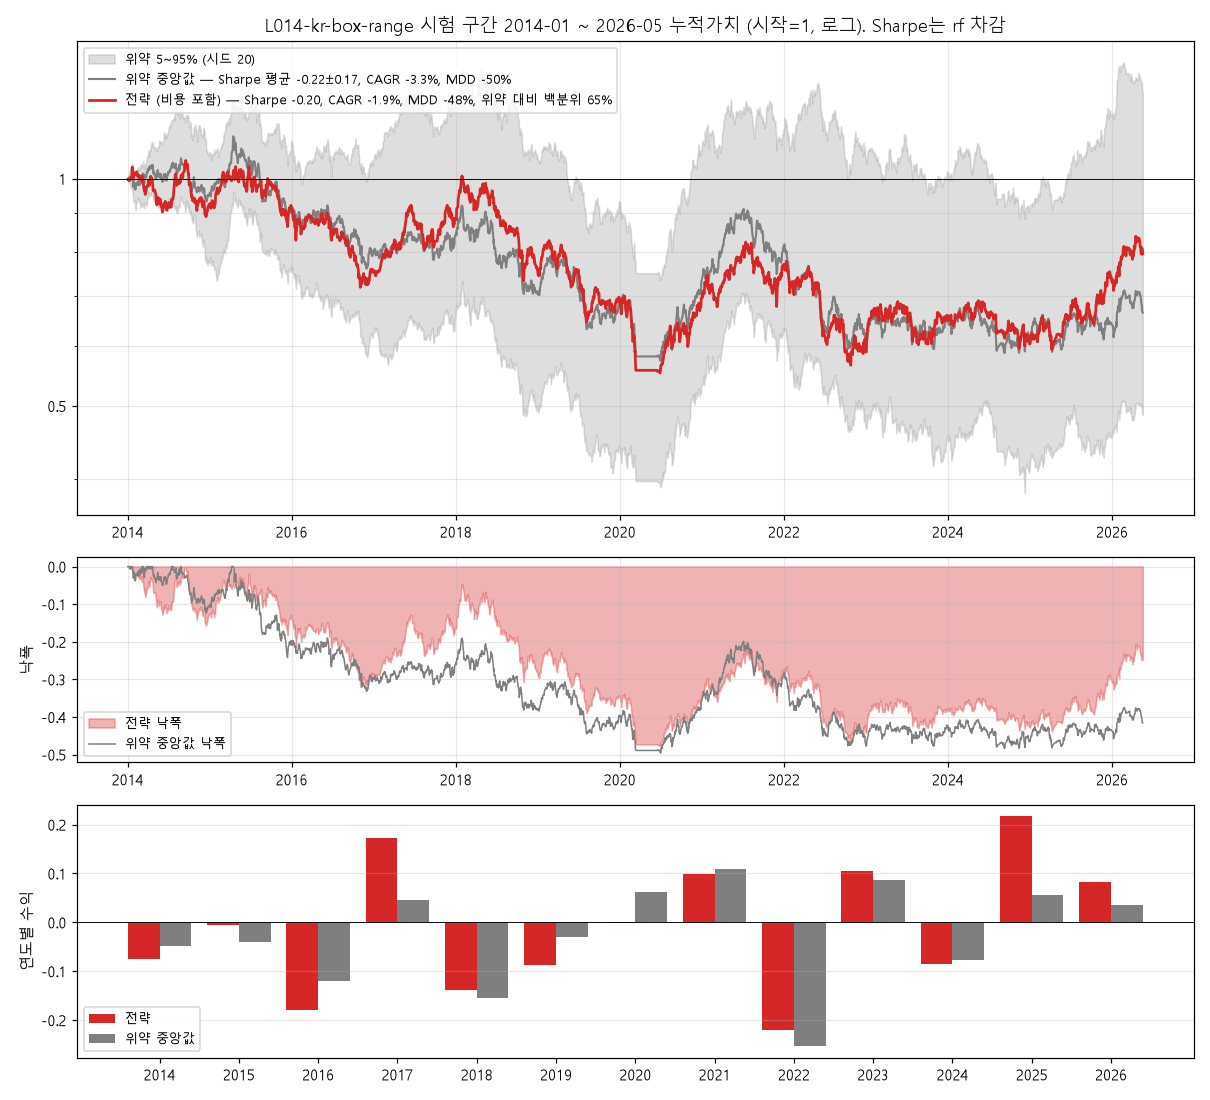 L014-kr-box-range 시험 구간 2014-01 ~ 2026-05 누적가치 (시작=1, 로그). Sharpe는 rf 차감
위약 5~95% (시드 20)
위약 중앙값 — Sharpe 평균 -0.22±0.17, CAGR -3.3%, MDD -50%
전략 (비용 포함) — Sharpe -0.20, CAGR -1.9%, MDD -48%, 위약 대비 백분위 65%
1
0.5
2014 2016 2018 2020 2022 2024 2026
낙폭
0.0
-0.1
-0.2
-0.3
-0.4
-0.5
전략 낙폭
위약 중앙값 낙폭
2014 2016 2018 2020 2022 2024 2026
연도별 수익
0.2
0.1
0.0
-0.1
-0.2
전략
위약 중앙값
2014 2015 2016 2017 2018 2019 2020 2021 2022 2023 2024 2025 2026